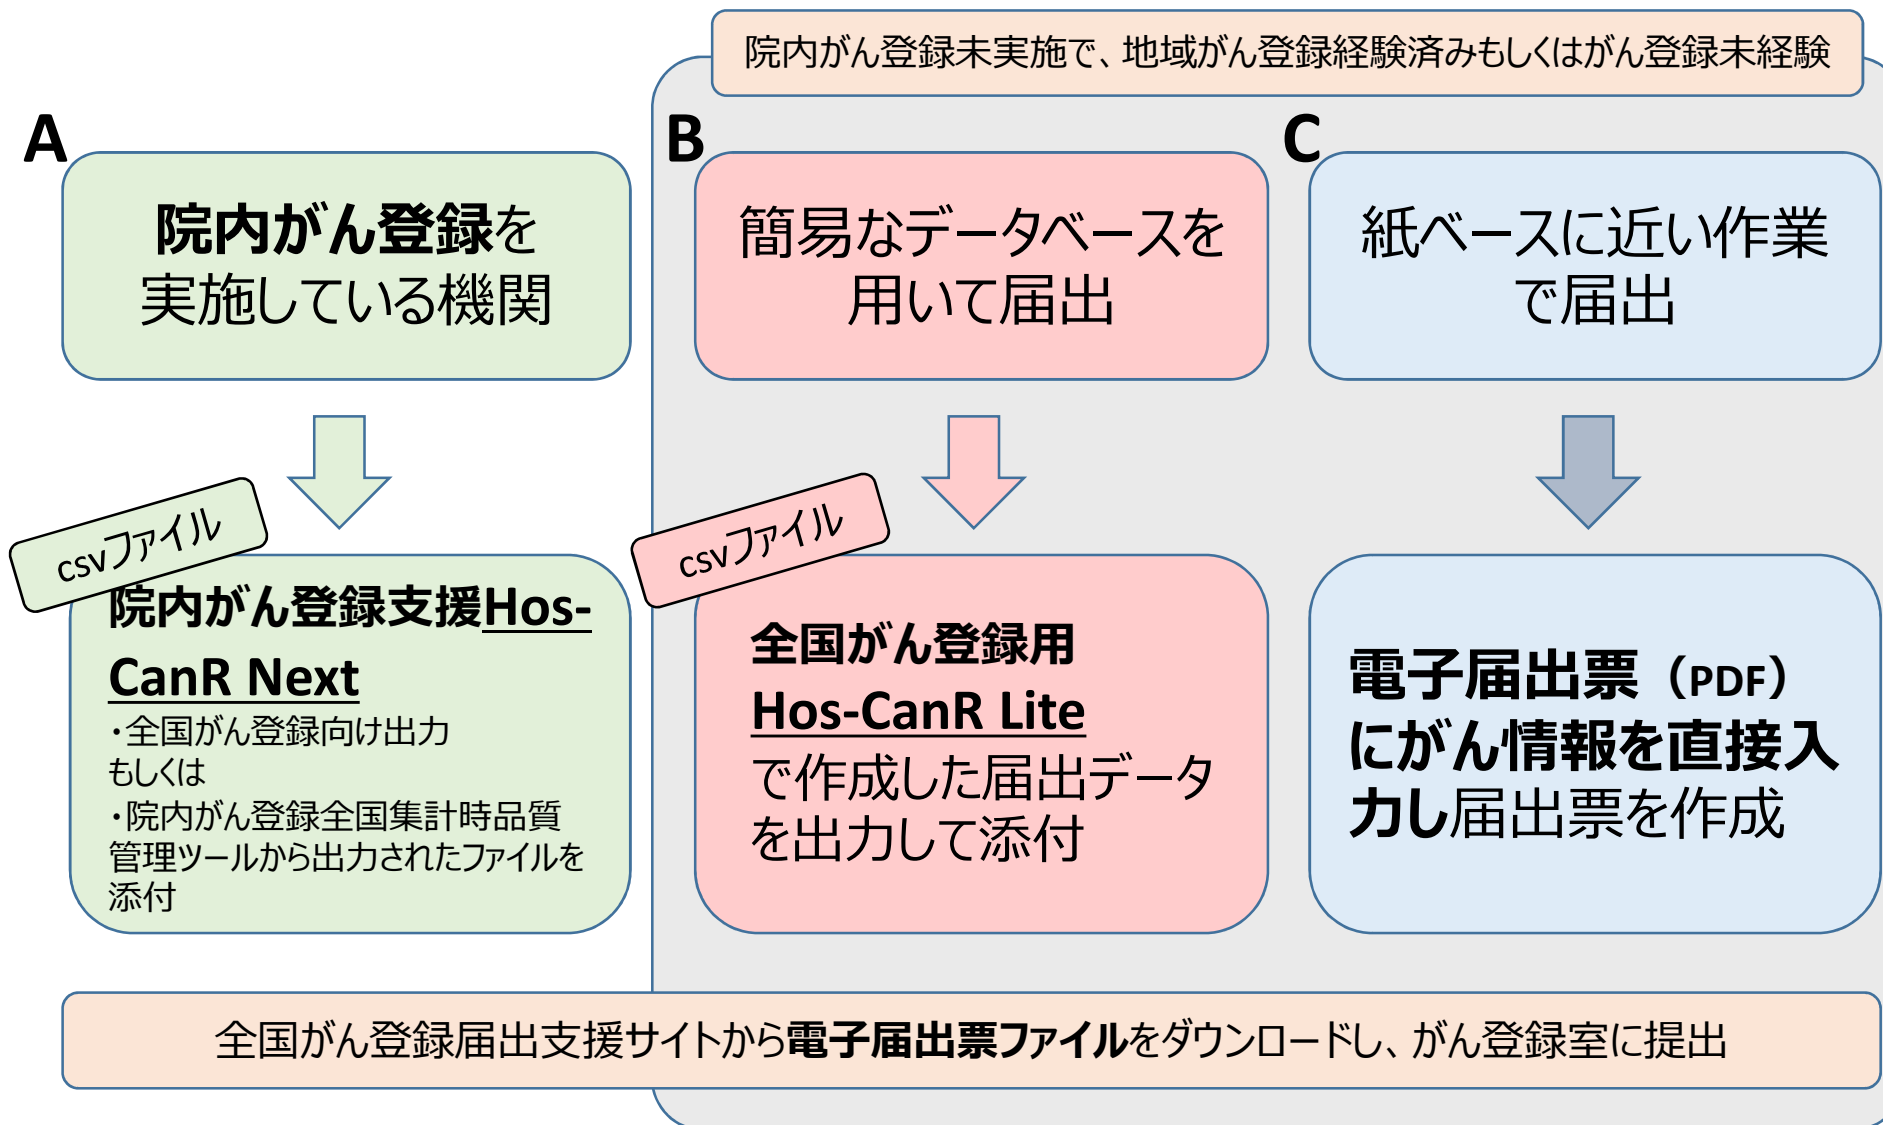 院内がん登録未実施で、地域がん登録経験済みもしくはがん登録未経験
A
院内がん登録を
実施している機関
csvファイル
院内がん登録支援Hos-
CanR Next
・全国がん登録向け出力
もしくは
・院内がん登録全国集計時品質
管理ツールから出力されたファイルを
添付
B
簡易なデータベースを
用いて届出
csvファイル
全国がん登録用
Hos-CanR Lite
で作成した届出データ
を出力して添付
C
紙ベースに近い作業
で届出
電子届出票（PDF）
にがん情報を直接入
力し届出票を作成
全国がん登録届出支援サイトから電子届出票ファイルをダウンロードし、がん登録室に提出